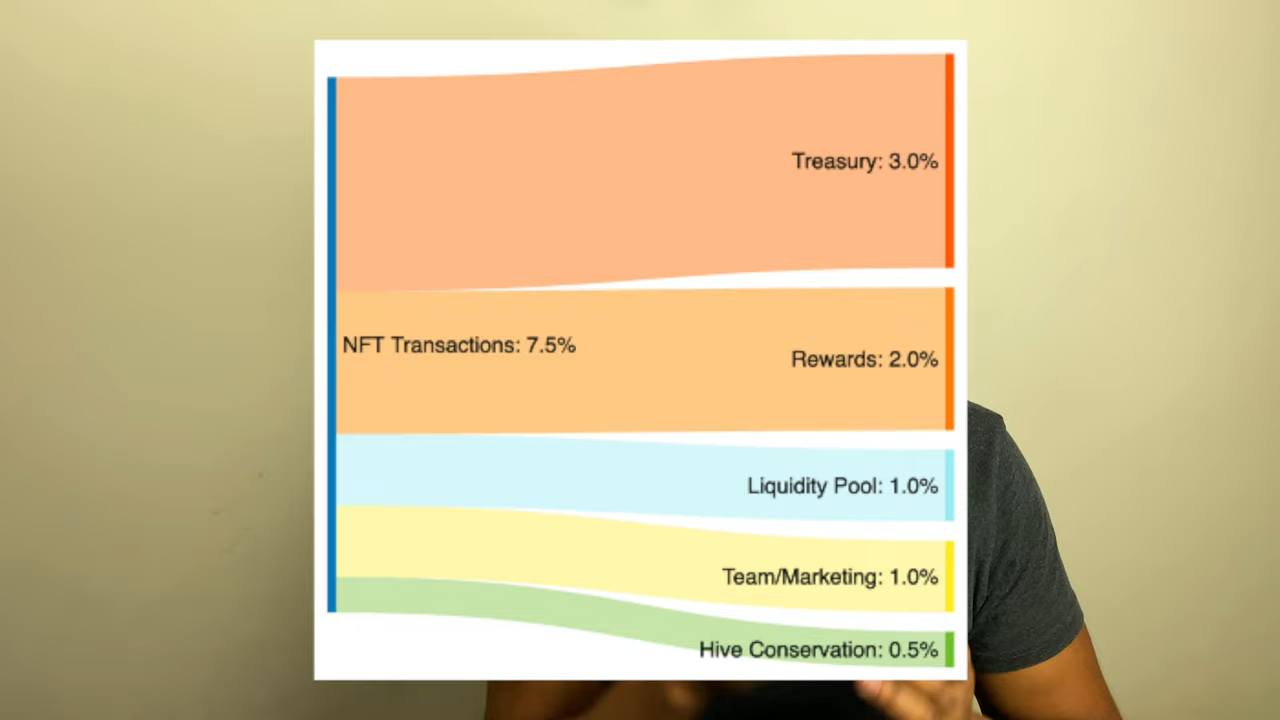 Treasury: 3.0%
NFT Transactions: 7.5%
Rewards: 2.0%
Liquidity Pool: 1.0%
Team/Marketing: 1.0%
Hive Conservation: 0.5%